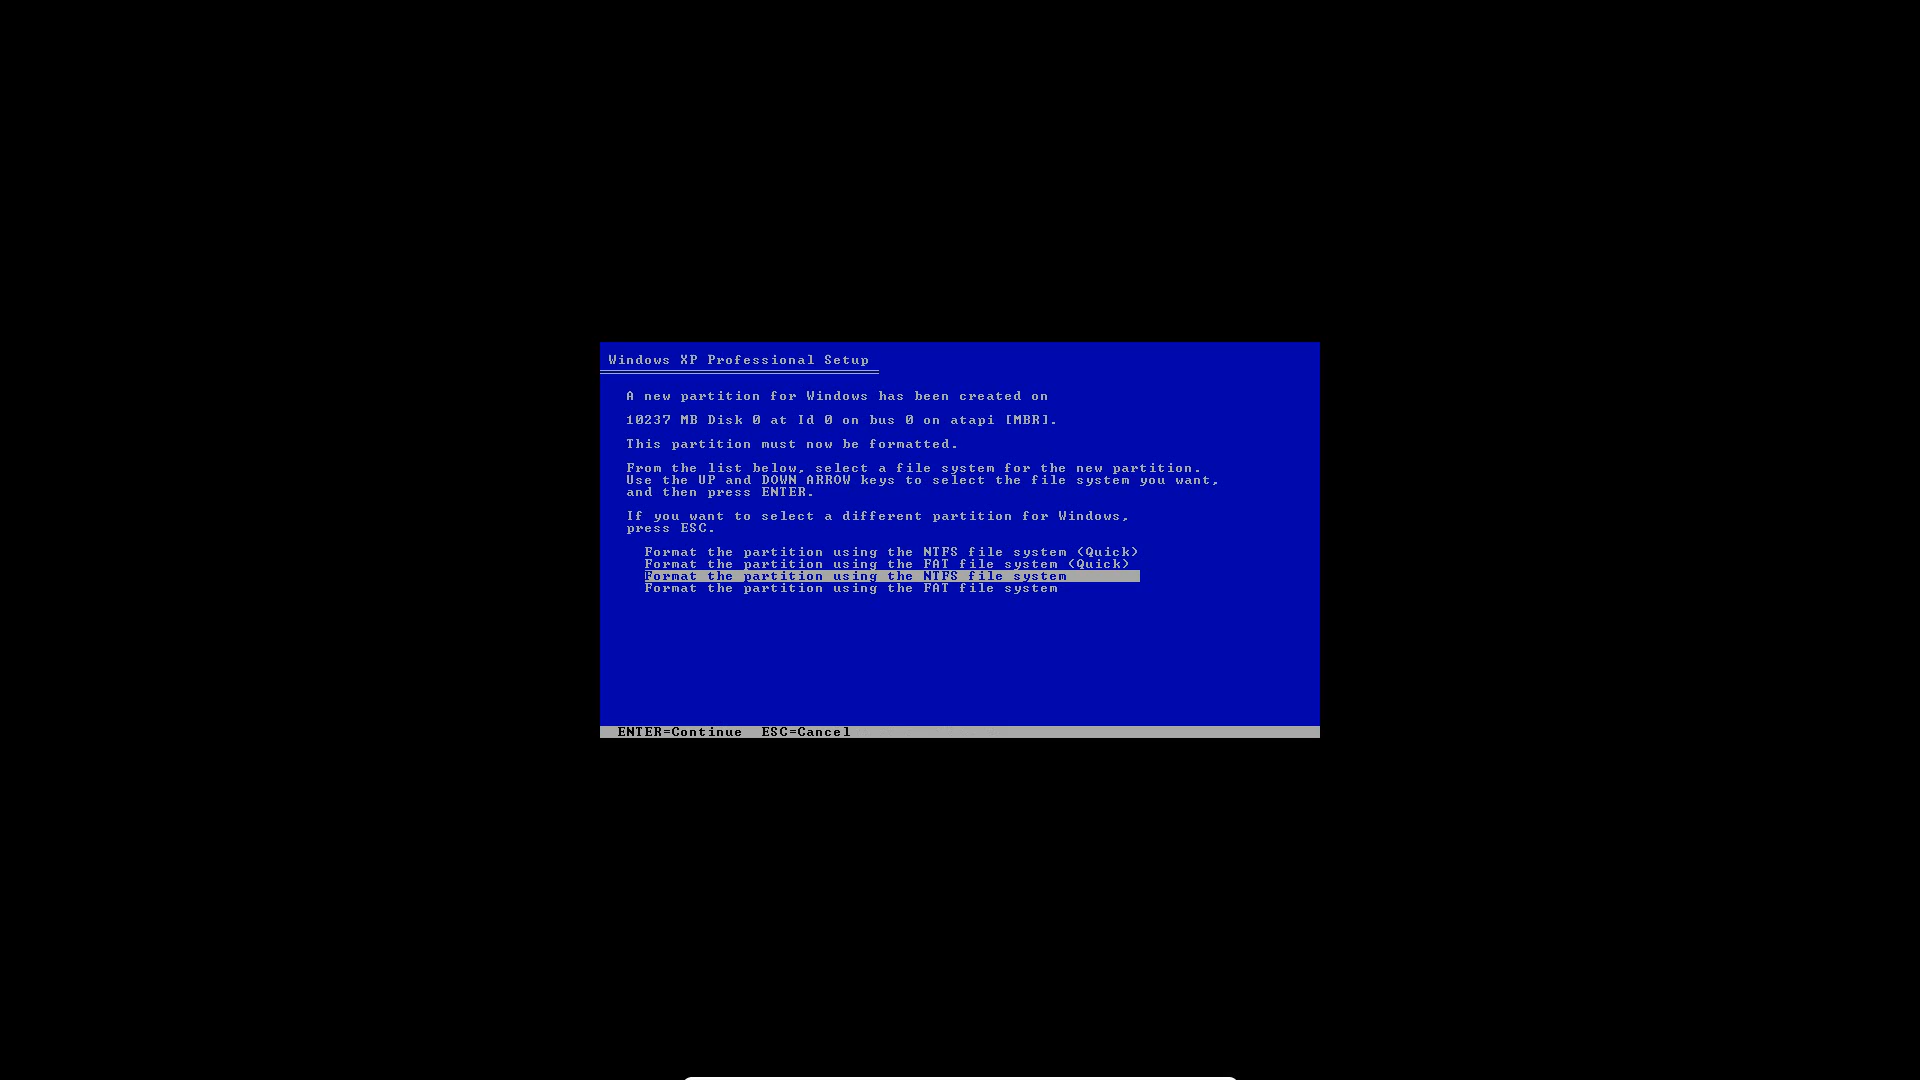 Windows XP Professional Setup
A new partition for Windows has been created on
10237 MB Disk 0 at Id 0 on bus 0 on atapi [MBR].
This partition must now be formatted.
From the list below, select a file system for the new partition.
Use the UP and DOWN ARROW keys to select the file system you want,
and then press ENTER.
If you want to select a different partition for Windows,
press ESC.
Format the partition using the NTFS file system (Quick)
Format the partition using the FAT file system (Quick)
Format the partition using the NTFS file system
Format the partition using the FAT file system
ENTER=Continue ESC=Cancel